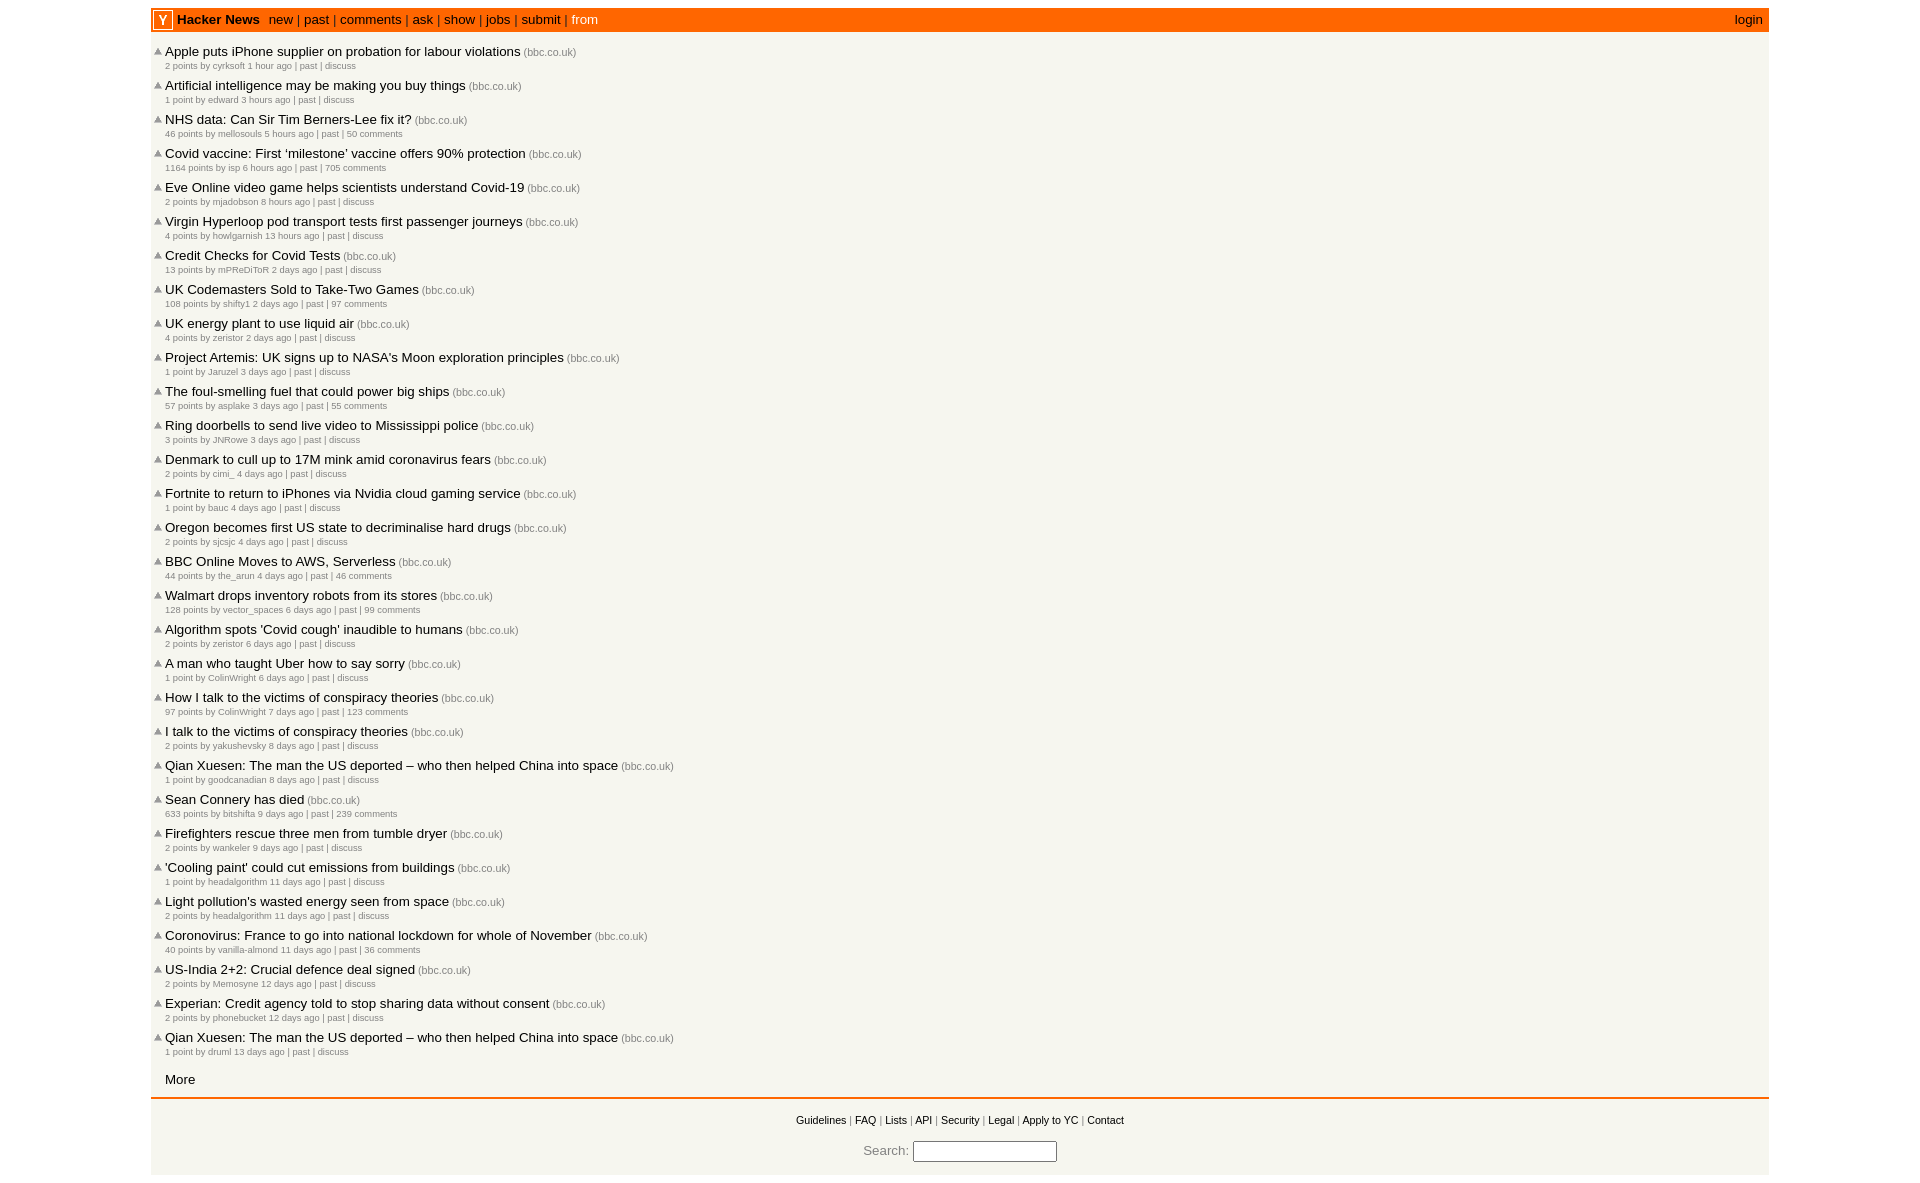 Y Hacker News new | past | comments | ask | show | jobs | submit | from login
Apple puts iPhone supplier on probation for labour violations (bbc.co.uk)
2 points by cyrksoft 1 hour ago | past | discuss
Artificial intelligence may be making you buy things (bbc.co.uk)
1 point by edward 3 hours ago | past | discuss
NHS data: Can Sir Tim Berners-Lee fix it? (bbc.co.uk)
46 points by mellosouls 5 hours ago | past | 50 comments
Covid vaccine: First ‘milestone’ vaccine offers 90% protection (bbc.co.uk)
1164 points by isp 6 hours ago | past | 705 comments
Eve Online video game helps scientists understand Covid-19 (bbc.co.uk)
2 points by mjadobson 8 hours ago | past | discuss
Virgin Hyperloop pod transport tests first passenger journeys (bbc.co.uk)
4 points by howlgarnish 13 hours ago | past | discuss
Credit Checks for Covid Tests (bbc.co.uk)
13 points by mPReDiToR 2 days ago | past | discuss
UK Codemasters Sold to Take-Two Games (bbc.co.uk)
108 points by shifty1 2 days ago | past | 97 comments
UK energy plant to use liquid air (bbc.co.uk)
4 points by zeristor 2 days ago | past | discuss
Project Artemis: UK signs up to NASA's Moon exploration principles (bbc.co.uk)
1 point by Jaruzel 3 days ago | past | discuss
The foul-smelling fuel that could power big ships (bbc.co.uk)
57 points by asplake 3 days ago | past | 55 comments
Ring doorbells to send live video to Mississippi police (bbc.co.uk)
3 points by JNRowe 3 days ago | past | discuss
Denmark to cull up to 17M mink amid coronavirus fears (bbc.co.uk)
2 points by cimi_ 4 days ago | past | discuss
Fortnite to return to iPhones via Nvidia cloud gaming service (bbc.co.uk)
1 point by bauc 4 days ago | past | discuss
Oregon becomes first US state to decriminalise hard drugs (bbc.co.uk)
2 points by sjcsjc 4 days ago | past | discuss
BBC Online Moves to AWS, Serverless (bbc.co.uk)
44 points by the_arun 4 days ago | past | 46 comments
Walmart drops inventory robots from its stores (bbc.co.uk)
128 points by vector_spaces 6 days ago | past | 99 comments
Algorithm spots 'Covid cough' inaudible to humans (bbc.co.uk)
2 points by zeristor 6 days ago | past | discuss
A man who taught Uber how to say sorry (bbc.co.uk)
1 point by ColinWright 6 days ago | past | discuss
How I talk to the victims of conspiracy theories (bbc.co.uk)
97 points by ColinWright 7 days ago | past | 123 comments
I talk to the victims of conspiracy theories (bbc.co.uk)
2 points by yakushevsky 8 days ago | past | discuss
Qian Xuesen: The man the US deported – who then helped China into space (bbc.co.uk)
1 point by goodcanadian 8 days ago | past | discuss
Sean Connery has died (bbc.co.uk)
633 points by bitshifta 9 days ago | past | 239 comments
Firefighters rescue three men from tumble dryer (bbc.co.uk)
2 points by wankeler 9 days ago | past | discuss
'Cooling paint' could cut emissions from buildings (bbc.co.uk)
1 point by headalgorithm 11 days ago | past | discuss
Light pollution's wasted energy seen from space (bbc.co.uk)
2 points by headalgorithm 11 days ago | past | discuss
Coronovirus: France to go into national lockdown for whole of November (bbc.co.uk)
40 points by vanilla-almond 11 days ago | past | 36 comments
US-India 2+2: Crucial defence deal signed (bbc.co.uk)
2 points by Memosyne 12 days ago | past | discuss
Experian: Credit agency told to stop sharing data without consent (bbc.co.uk)
2 points by phonebucket 12 days ago | past | discuss
Qian Xuesen: The man the US deported – who then helped China into space (bbc.co.uk)
1 point by druml 13 days ago | past | discuss
More
Guidelines | FAQ | Lists | API | Security | Legal | Apply to YC | Contact
Search: